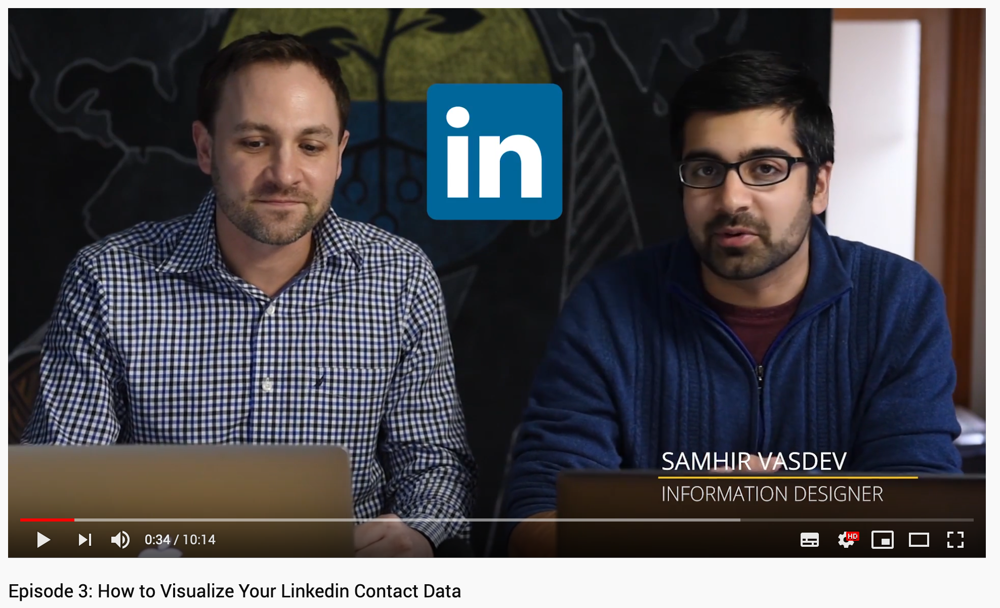 in
SAMHIR VASDEV
INFORMATION DESIGNER
0:34 / 10:14
HD
Episode 3: How to Visualize Your Linkedin Contact Data